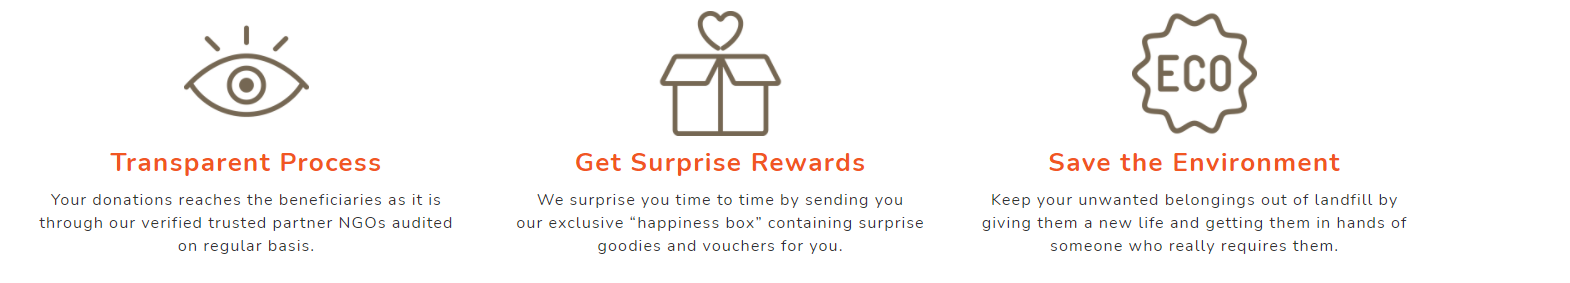 ECO
Transparent Process
Your donations reaches the beneficiaries as it is
through our verified trusted partner NGOs audited
on regular basis.
Get Surprise Rewards
We surprise you time to time by sending you
our exclusive “happiness box” containing surprise
goodies and vouchers for you.
Save the Environment
Keep your unwanted belongings out of landfill by
giving them a new life and getting them in hands of
someone who really requires them.